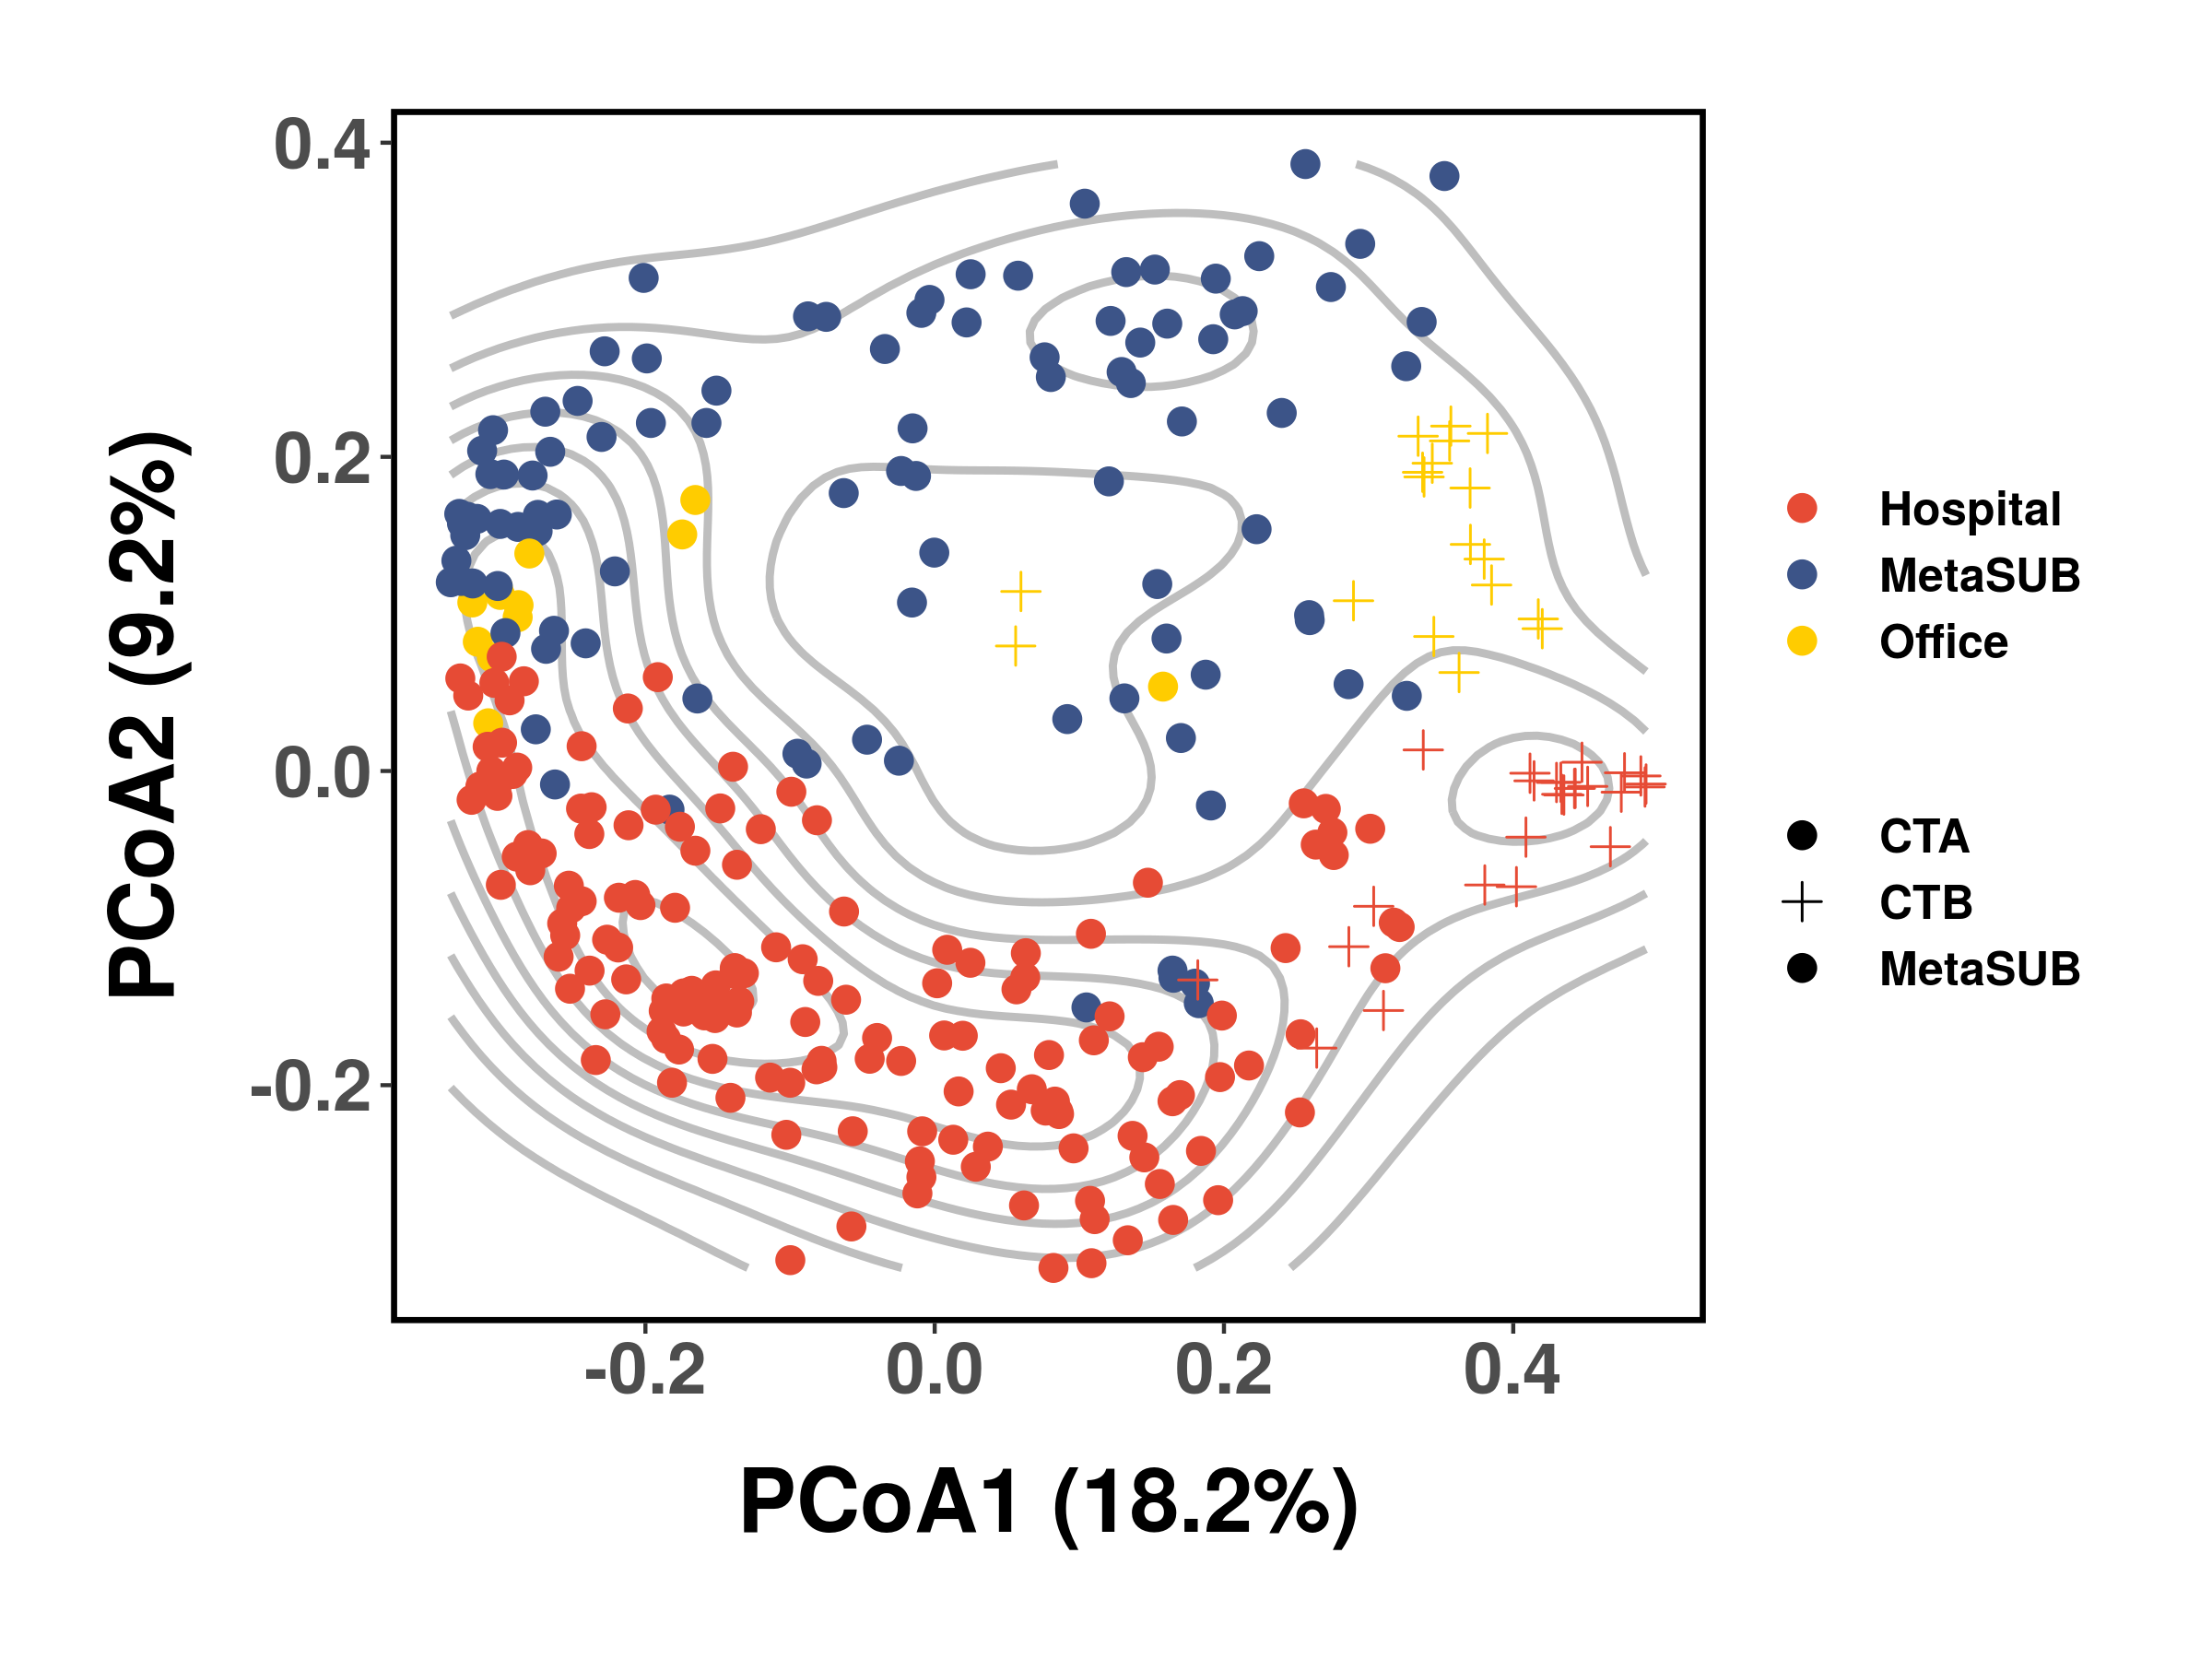 PCoA2 (9.2%)
0.4
0.2
0.0
-0.2
-0.2 0.0 0.2 0.4
PCoA1 (18.2%)
Hospital
MetaSUB
Office
CTA
CTB
MetaSUB